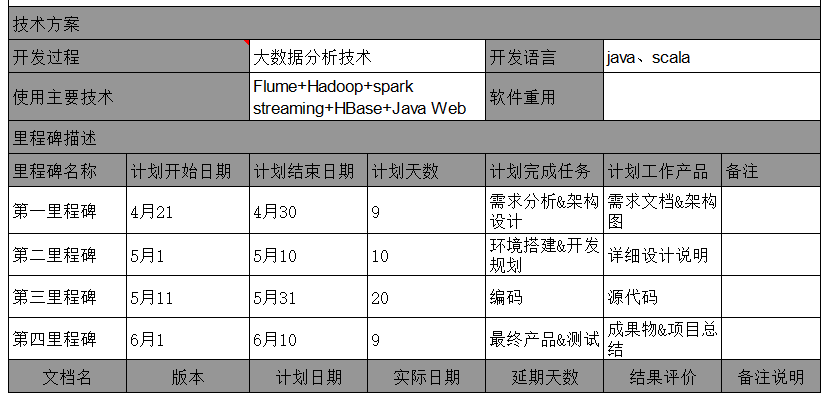 技术方案
开发过程 大数据分析技术 开发语言 java、scala
使用主要技术 Flume+Hadoop+spark streaming+HBase+Java Web 软件重用
里程碑描述
里程碑名称 计划开始日期 计划结束日期 计划天数 计划完成任务 计划工作产品 备注
第一里程碑 4月21 4月30 9 需求分析&架构设计 需求文档&架构图
第二里程碑 5月1 5月10 10 环境搭建&开发规划 详细设计说明
第三里程碑 5月11 5月31 20 编码 源代码
第四里程碑 6月1 6月10 9 最终产品&测试 成果物&项目总结
文档名 版本 计划日期 实际日期 延期天数 结果评价 备注说明